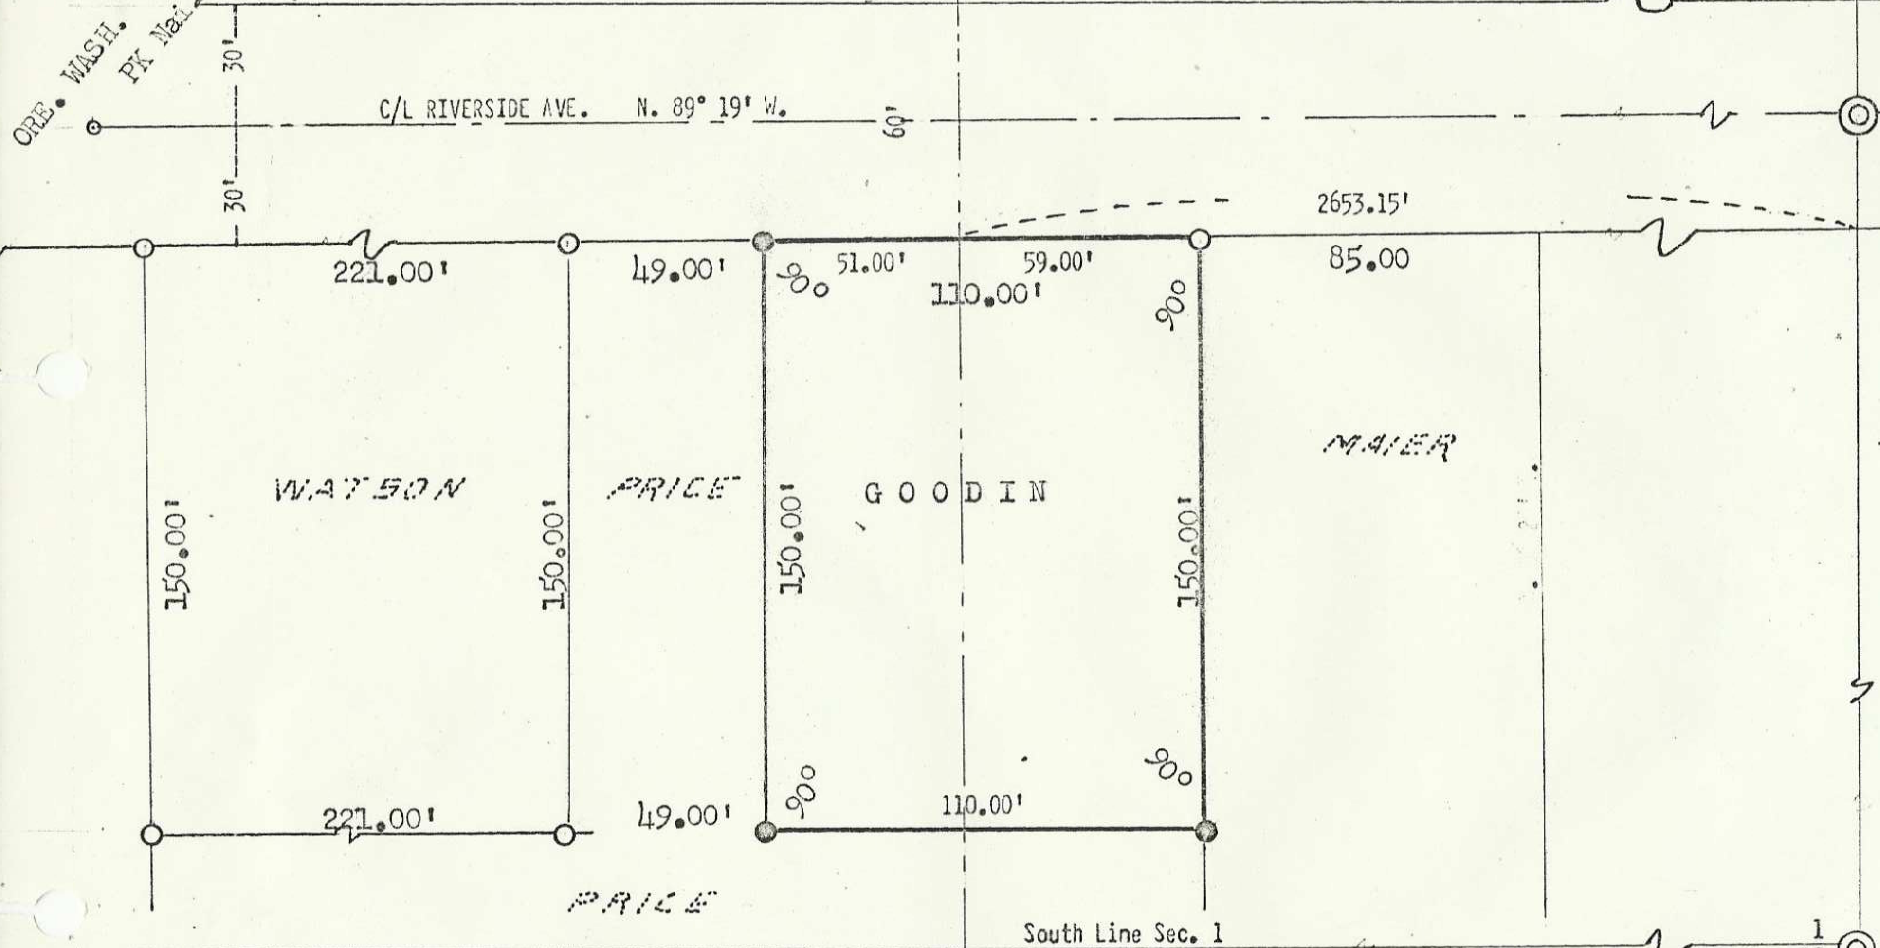 ORE. WASH.
PK Nai
30'
C/L RIVERSIDE AVE. N. 89° 19' W.
60'
30'
2653.15'
221.00'
49.00'
51.00'
59.00'
85.00
110.00'
90°
90°
MAIER
WATSON
PRICE
GOODIN
150.00'
150.00'
150.00'
150.00'
90°
90°
221.00'
49.00'
110.00'
PRICE
South Line Sec. 1
1